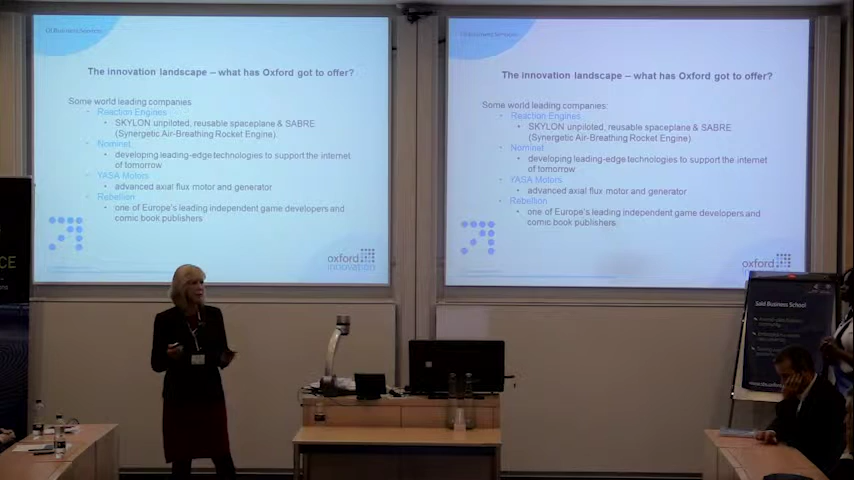 OI Business Services
The innovation landscape – what has Oxford got to offer?
Some world leading companies
Reaction Engines
SKYLON unpiloted, reusable spaceplane & SABRE
(Synergetic Air-Breathing Rocket Engine).
Nominet
developing leading-edge technologies to support the internet
of tomorrow
YASA Motors
advanced axial flux motor and generator
Rebellion
one of Europe's leading independent game developers and
comic book publishers
oxford
innovation
The innovation landscape – what has Oxford got to offer?
Some world leading companies:
Reaction Engines
SKYLON unpiloted, reusable spaceplane & SABRE
(Synergetic Air-Breathing Rocket Engine).
Nominet
developing leading-edge technologies to support the internet
of tomorrow
YASA Motors
advanced axial flux motor and generator
Rebellion
one of Europe's leading independent game developers and
comic book publishers
oxford
innovation
CE
Saïd Business School